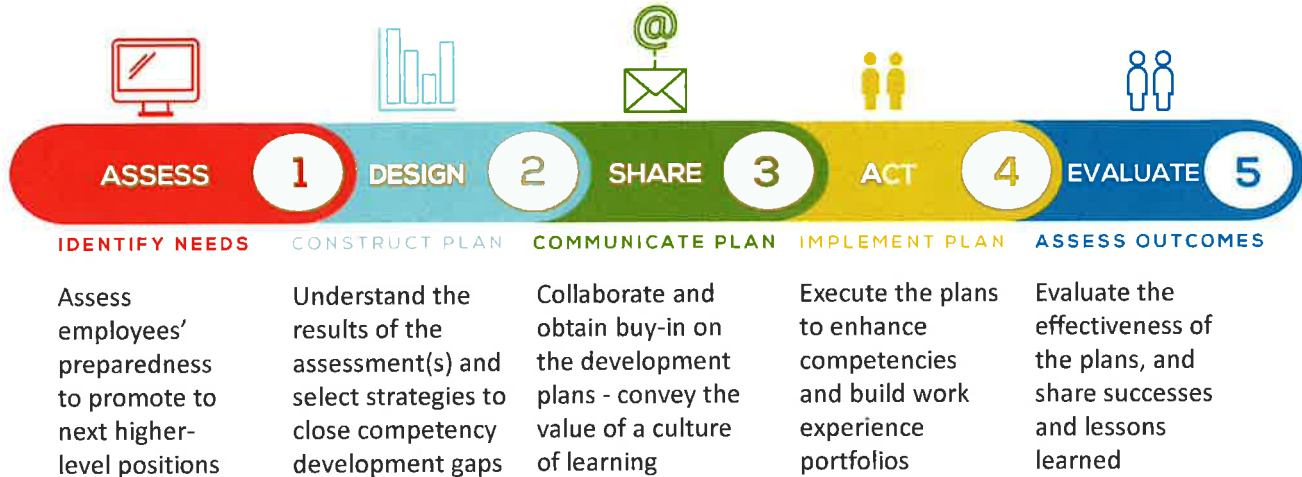 @
ASSESS 1 DESIGN 2 SHARE 3 ACT 4 EVALUATE 5
IDENTIFY NEEDS
CONSTRUCT PLAN
COMMUNICATE PLAN
IMPLEMENT PLAN
ASSESS OUTCOMES
Assess
employees'
preparedness
to promote to
next higher-
level positions
Understand the
results of the
assessment(s) and
select strategies to
close competency
development gaps
Collaborate and
obtain buy-in on
the development
plans - convey the
value of a culture
of learning
Execute the plans
to enhance
competencies
and build work
experience
portfolios
Evaluate the
effectiveness of
the plans, and
share successes
and lessons
learned